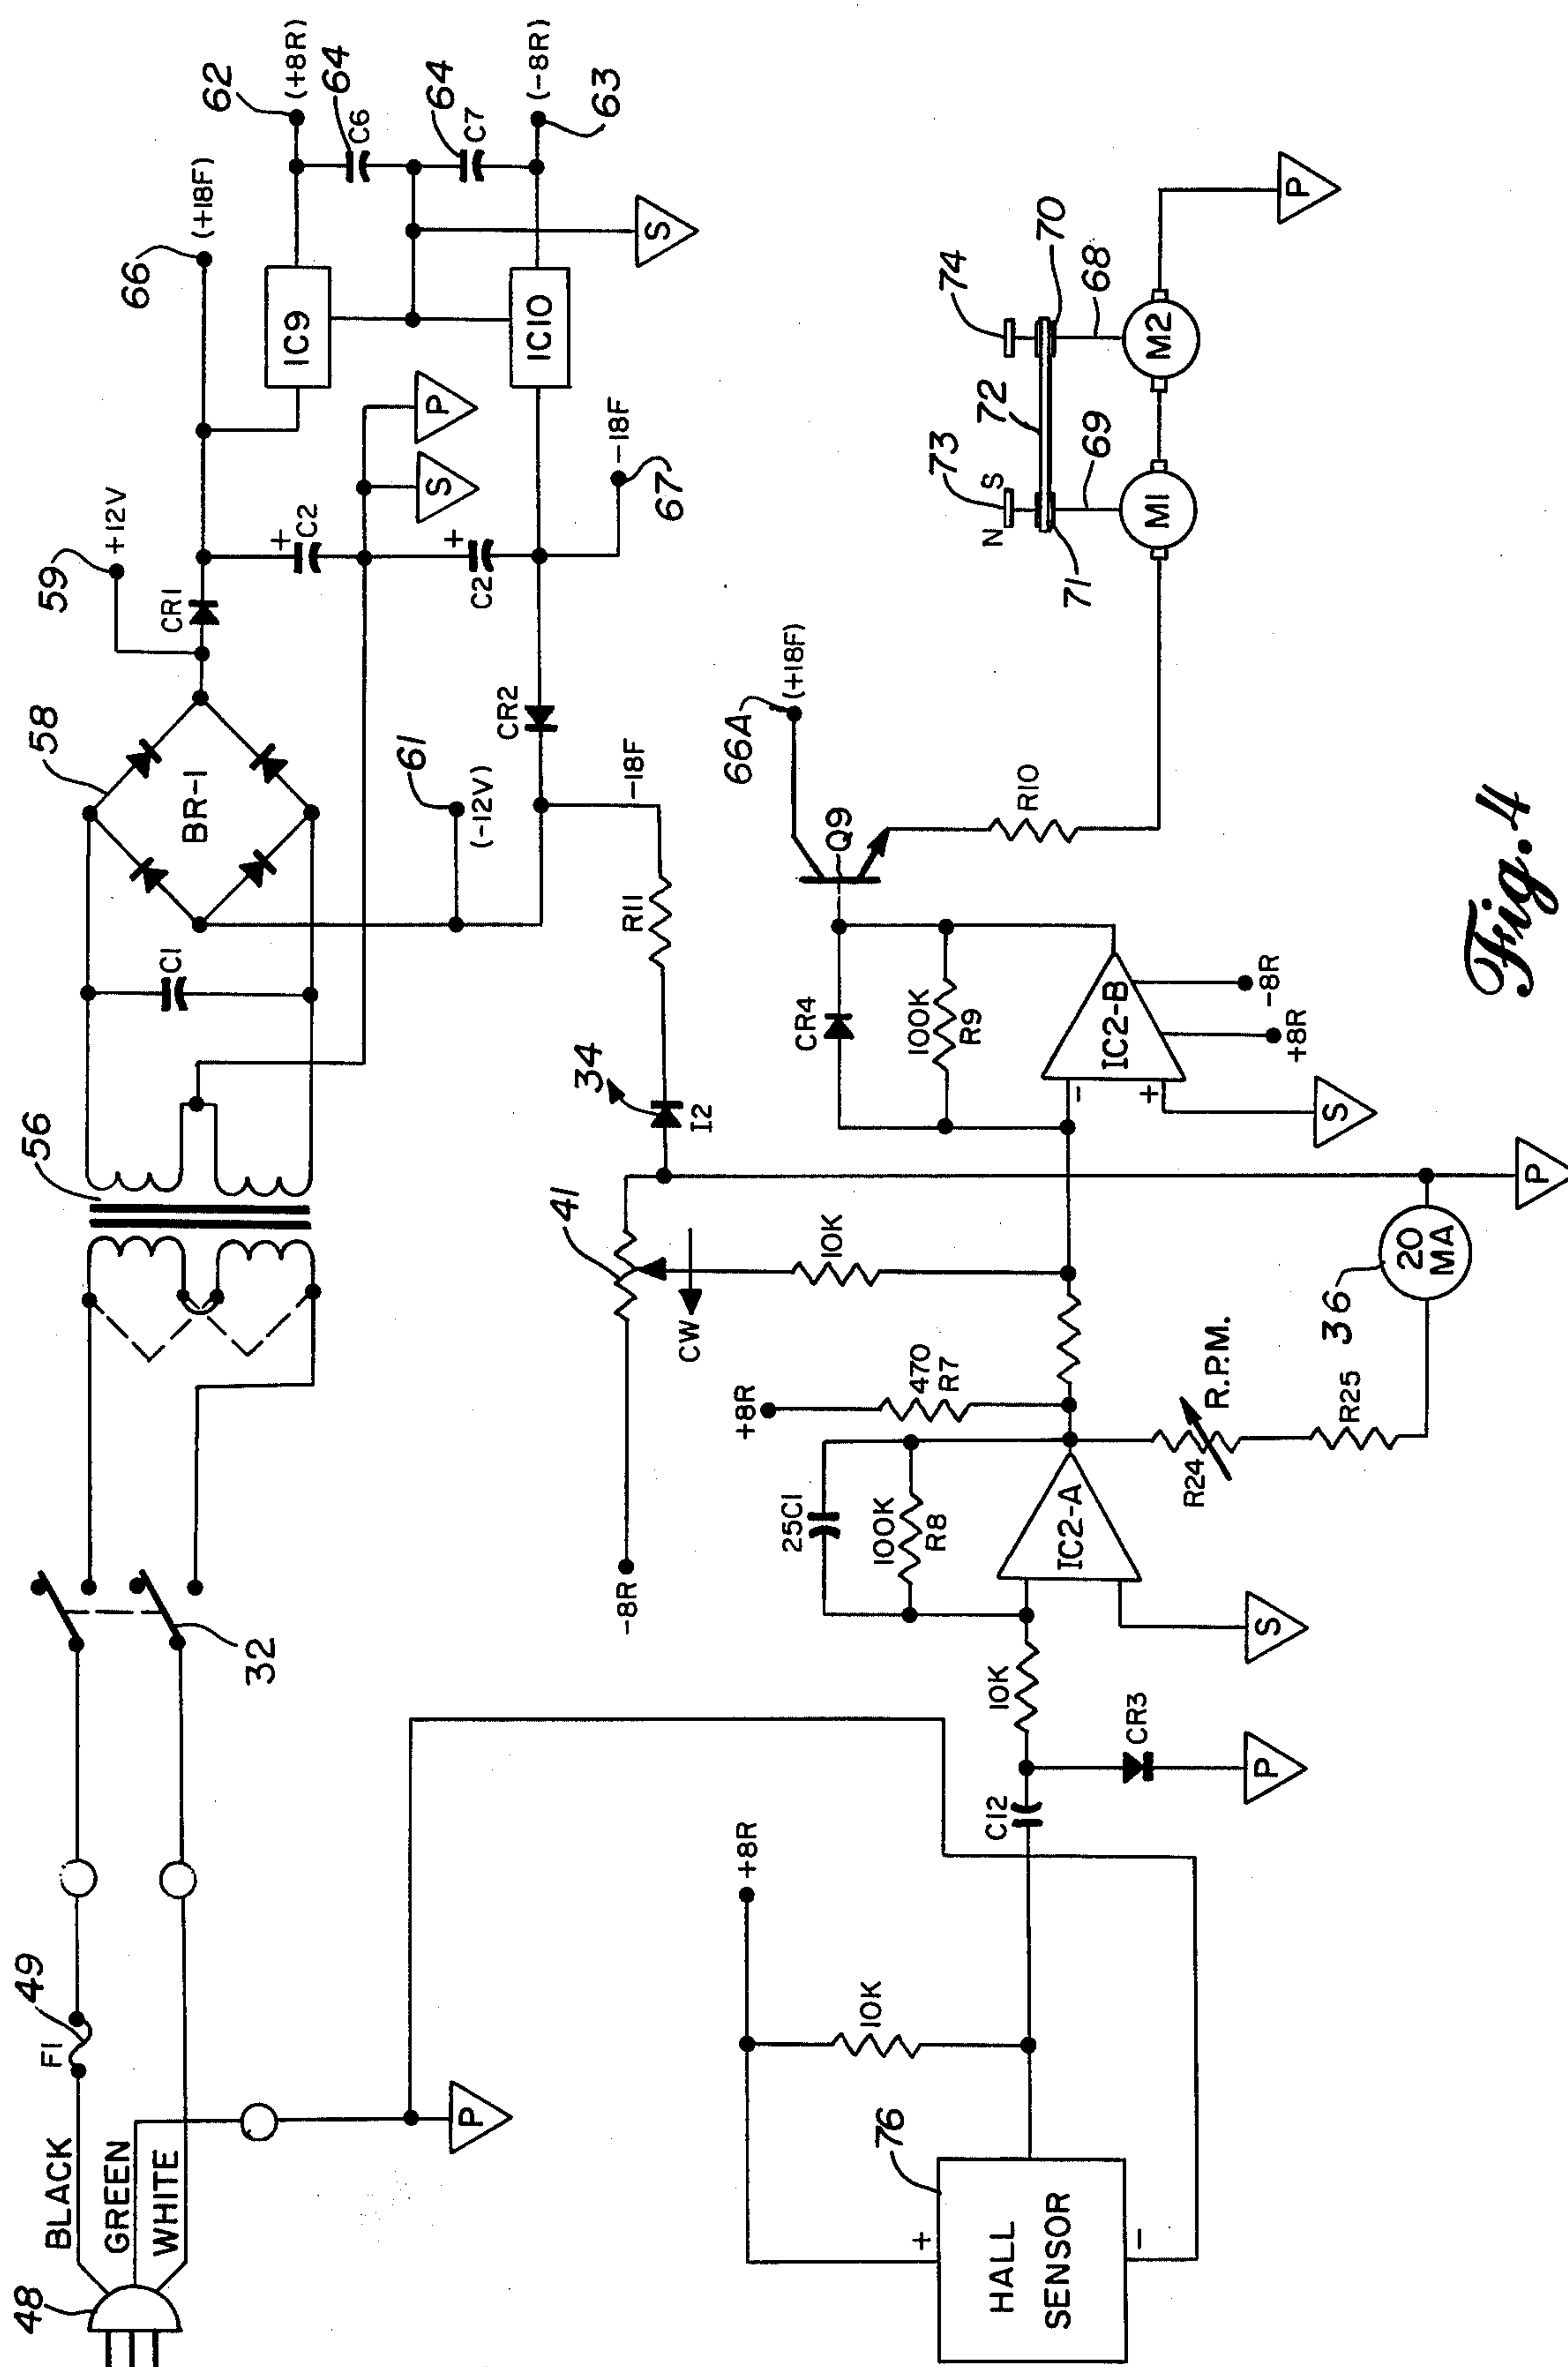 48
BLACK
GREEN
WHITE
F1
49
P
32
56
C1
58
BR-1
59
+12V
CR1
66
(+18F)
62
(+8R)
64
C6
64
C7
(-8R)
63
IC9
IC10
S
+
C2
+
C2
S
P
-18F
67
61
(-12V)
CR2
-18F
R11
34
I2
41
CW
10K
-8R
76
HALL
SENSOR
+
-
10K
+8R
C12
CR3
P
10K
25C1
100K
R8
IC2-A
S
+8R
470
R7
R24
R.P.M.
R25
20
MA
36
P
CR4
100K
R9
IC2-B
-
+
S
+8R
-8R
Q9
66A
(+18F)
R10
N
S
73
72
74
71
69
70
68
M1
M2
P
Fig. 4